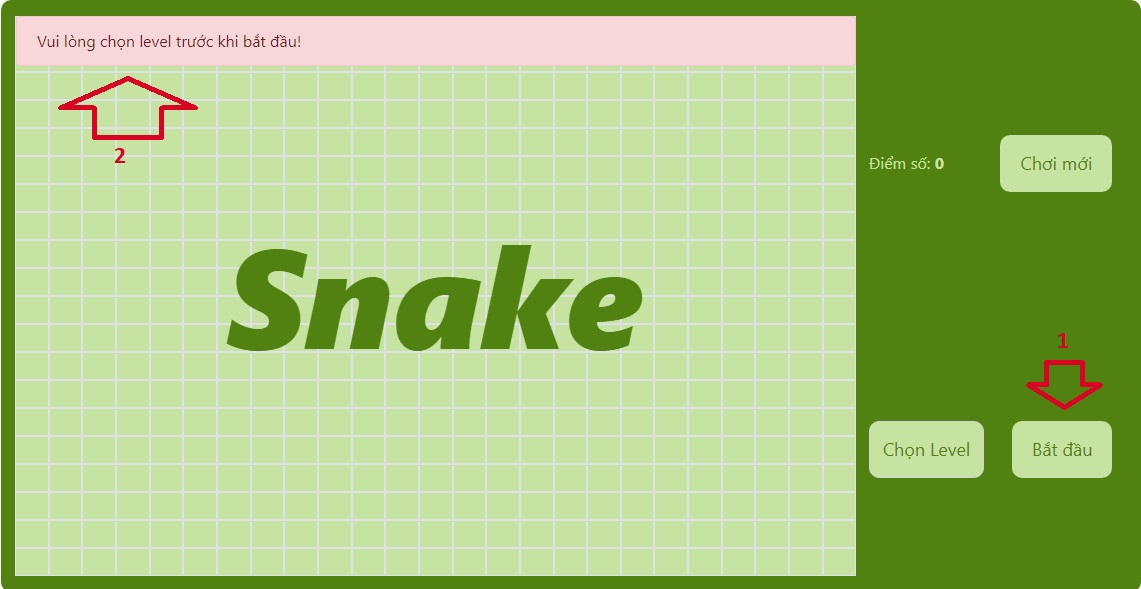 Vui lòng chọn level trước khi bắt đầu!
2
Điểm số: 0
Chơi mới
Snake
1
Chọn Level
Bắt đầu